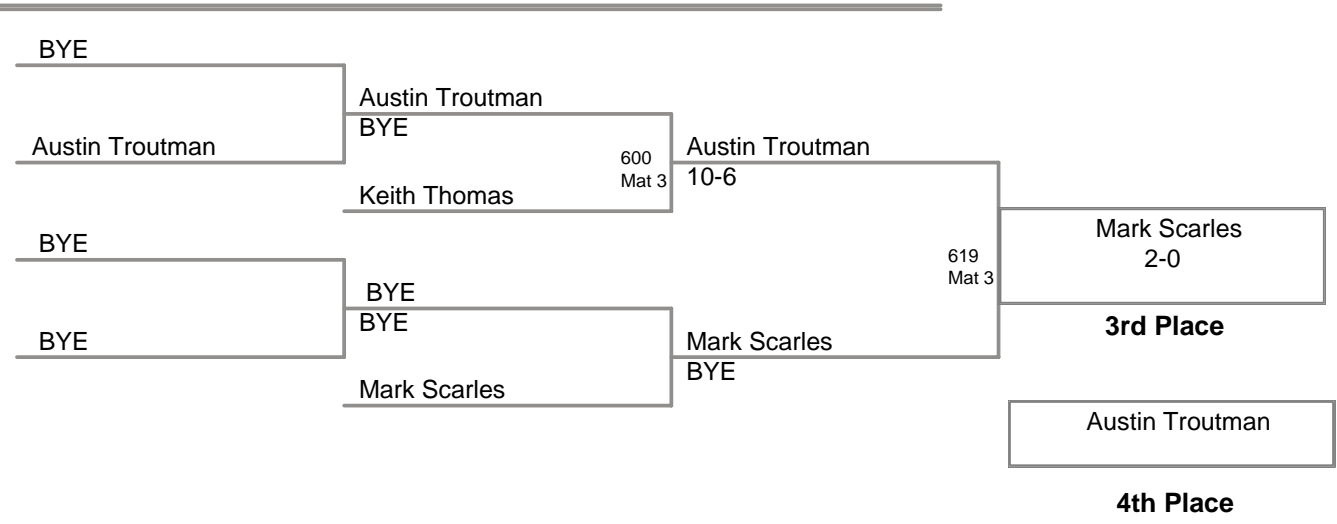 BYE
Austin Troutman
BYE
Austin Troutman
600
Mat 3
Austin Troutman
10-6
Keith Thomas
BYE
619
Mat 3
Mark Scarles
2-0
BYE
BYE
3rd Place
BYE
Mark Scarles
BYE
Mark Scarles
Austin Troutman
4th Place